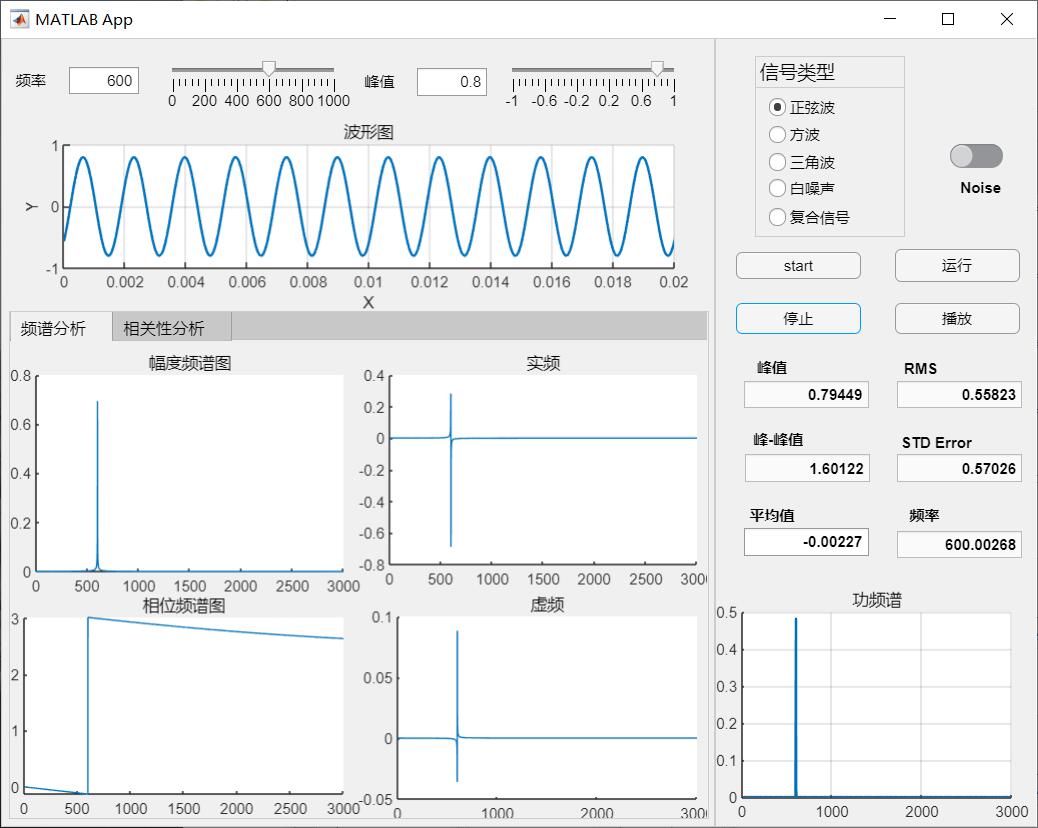 MATLAB App
频率
600
0 200 400 600 800 1000
峰值
0.8
-1 -0.6 -0.2 0.2 0.6 1
波形图
1
0
-1
Y
0 0.002 0.004 0.006 0.008 0.01 0.012 0.014 0.016 0.018 0.02
X
频谱分析
相关性分析
幅度频谱图
0.8
0.6
0.4
0.2
0
0 500 1000 1500 2000 2500 3000
实频
0.4
0.2
0
-0.2
-0.4
-0.6
-0.8
0 500 1000 1500 2000 2500 3000
相位频谱图
3
2
1
0
0 500 1000 1500 2000 2500 3000
虚频
0.1
0.05
0
-0.05
0 1000 2000 3000
信号类型
正弦波
方波
三角波
白噪声
复合信号
Noise
start
运行
停止
播放
峰值
0.79449
RMS
0.55823
峰-峰值
1.60122
STD Error
0.57026
平均值
-0.00227
频率
600.00268
功频谱
0.5
0.4
0.3
0.2
0.1
0
0 1000 2000 3000